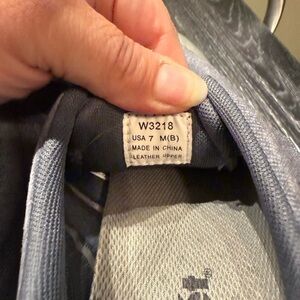 W3218
USA 7 M(B)
MADE IN CHINA
LEATHER UPPER